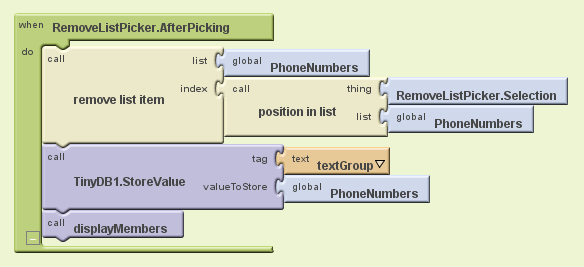 when RemoveListPicker.AfterPicking
do
call list global PhoneNumbers
remove list item index call thing RemoveListPicker.Selection
position in list list global PhoneNumbers
call tag text textGroup
TinyDB1.StoreValue valueToStore global PhoneNumbers
call displayMembers